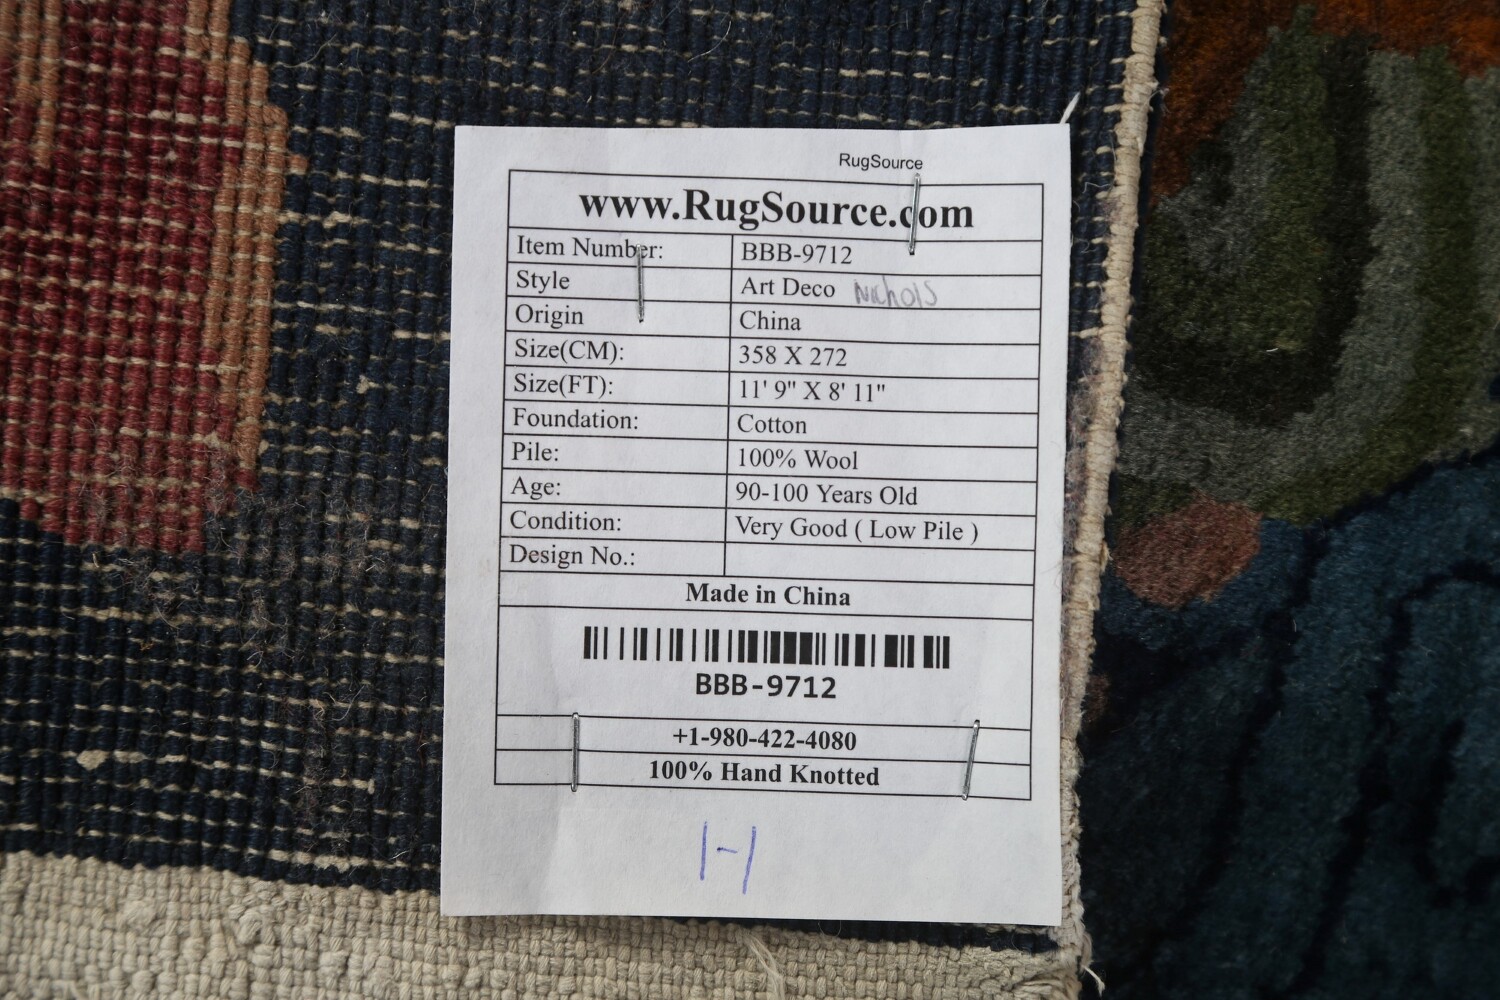 RugSource
www.RugSource.com
Item Number: BBB-9712
Style Art Deco Nichols
Origin China
Size(CM): 358 X 272
Size(FT): 11' 9" X 8' 11"
Foundation: Cotton
Pile: 100% Wool
Age: 90-100 Years Old
Condition: Very Good ( Low Pile )
Design No.:
Made in China
BBB-9712
+1-980-422-4080
100% Hand Knotted
1-1